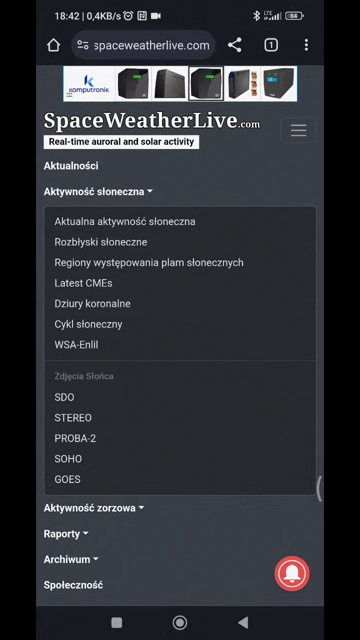 18:42 | 0,4KB/s
LTE
84
spaceweatherlive.com
1
komputronik
SpaceWeatherLive.com
Real-time auroral and solar activity
Aktualności
Aktywność słoneczna
Aktualna aktywność słoneczna
Rozbłyski słoneczne
Regiony występowania plam słonecznych
Latest CMEs
Dziury koronalne
Cykl słoneczny
WSA-Enlil
Zdjęcia Słońca
SDO
STEREO
PROBA-2
SOHO
GOES
Aktywność zorzowa
Raporty
Archiwum
Społeczność